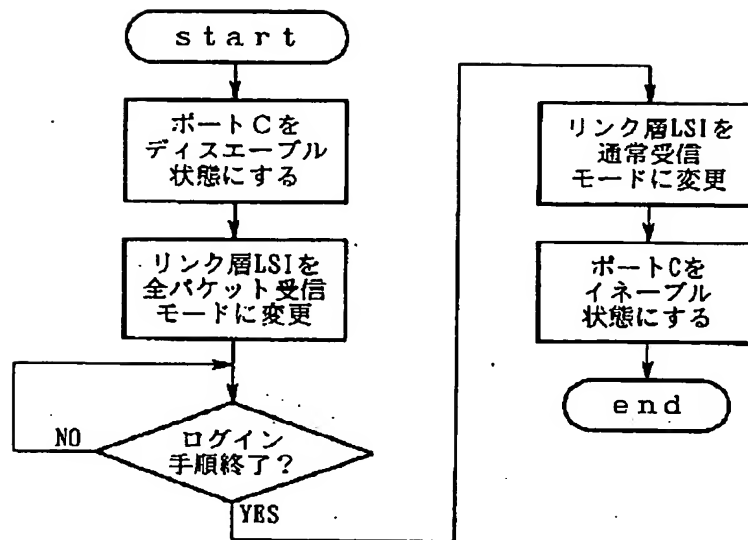 start
ポートCを
ディスエーブル
状態にする
リンク層LSIを
全パケット受信
モードに変更
ログイン
手順終了?
NO
YES
リンク層LSIを
通常受信
モードに変更
ポートCを
イネーブル
状態にする
end